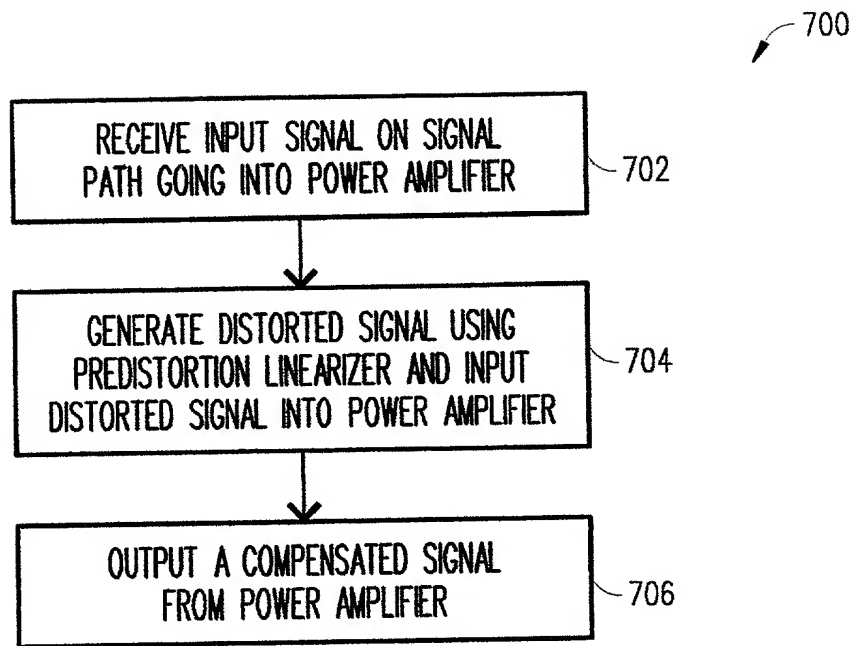 700
RECEIVE INPUT SIGNAL ON SIGNAL
PATH GOING INTO POWER AMPLIFIER
702
GENERATE DISTORTED SIGNAL USING
PREDISTORTION LINEARIZER AND INPUT
DISTORTED SIGNAL INTO POWER AMPLIFIER
704
OUTPUT A COMPENSATED SIGNAL
FROM POWER AMPLIFIER
706